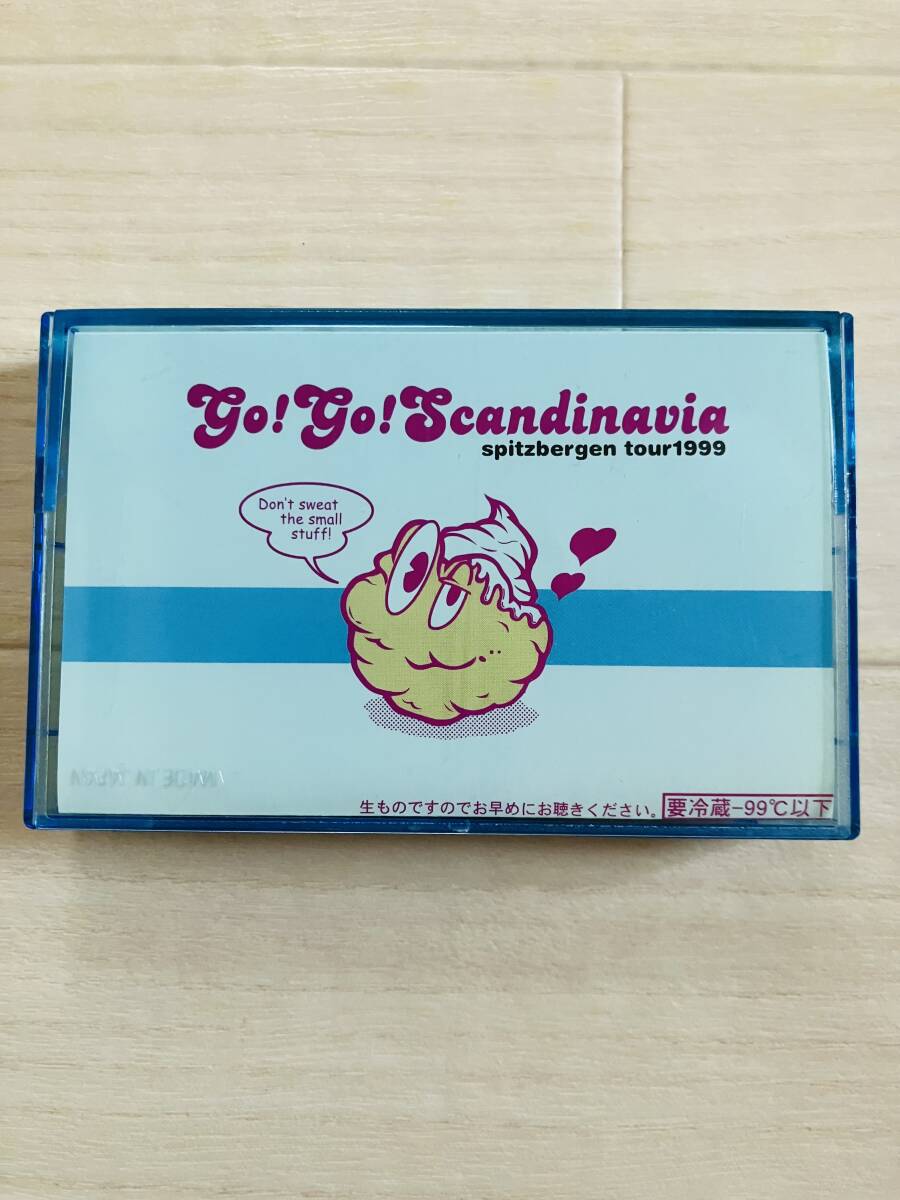 Go! Go! Scandinavia
spitzbergen tour1999
Don't sweat
the small
stuff!
生ものですのでお早めにお聴きください。 要冷蔵-99℃以下